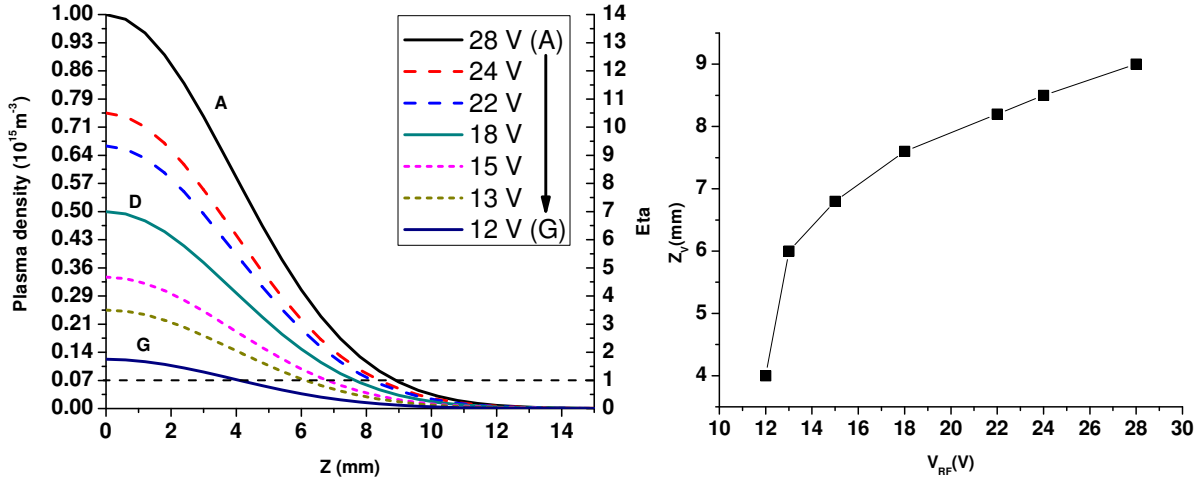 1.00
0.93
0.86
0.79
0.71
0.64
0.57
0.50
0.43
0.36
0.29
0.21
0.14
0.07
0.00
Plasma density (10¹⁵m⁻³)
0 2 4 6 8 10 12 14
Z (mm)
A
D
G
28 V (A)
24 V
22 V
18 V
15 V
13 V
12 V (G)
14
13
12
11
10
9
8
7
6
5
4
3
2
1
0
Eta
9
8
7
6
5
4
Z_V(mm)
10 12 14 16 18 20 22 24 26 28 30
V_RF(V)